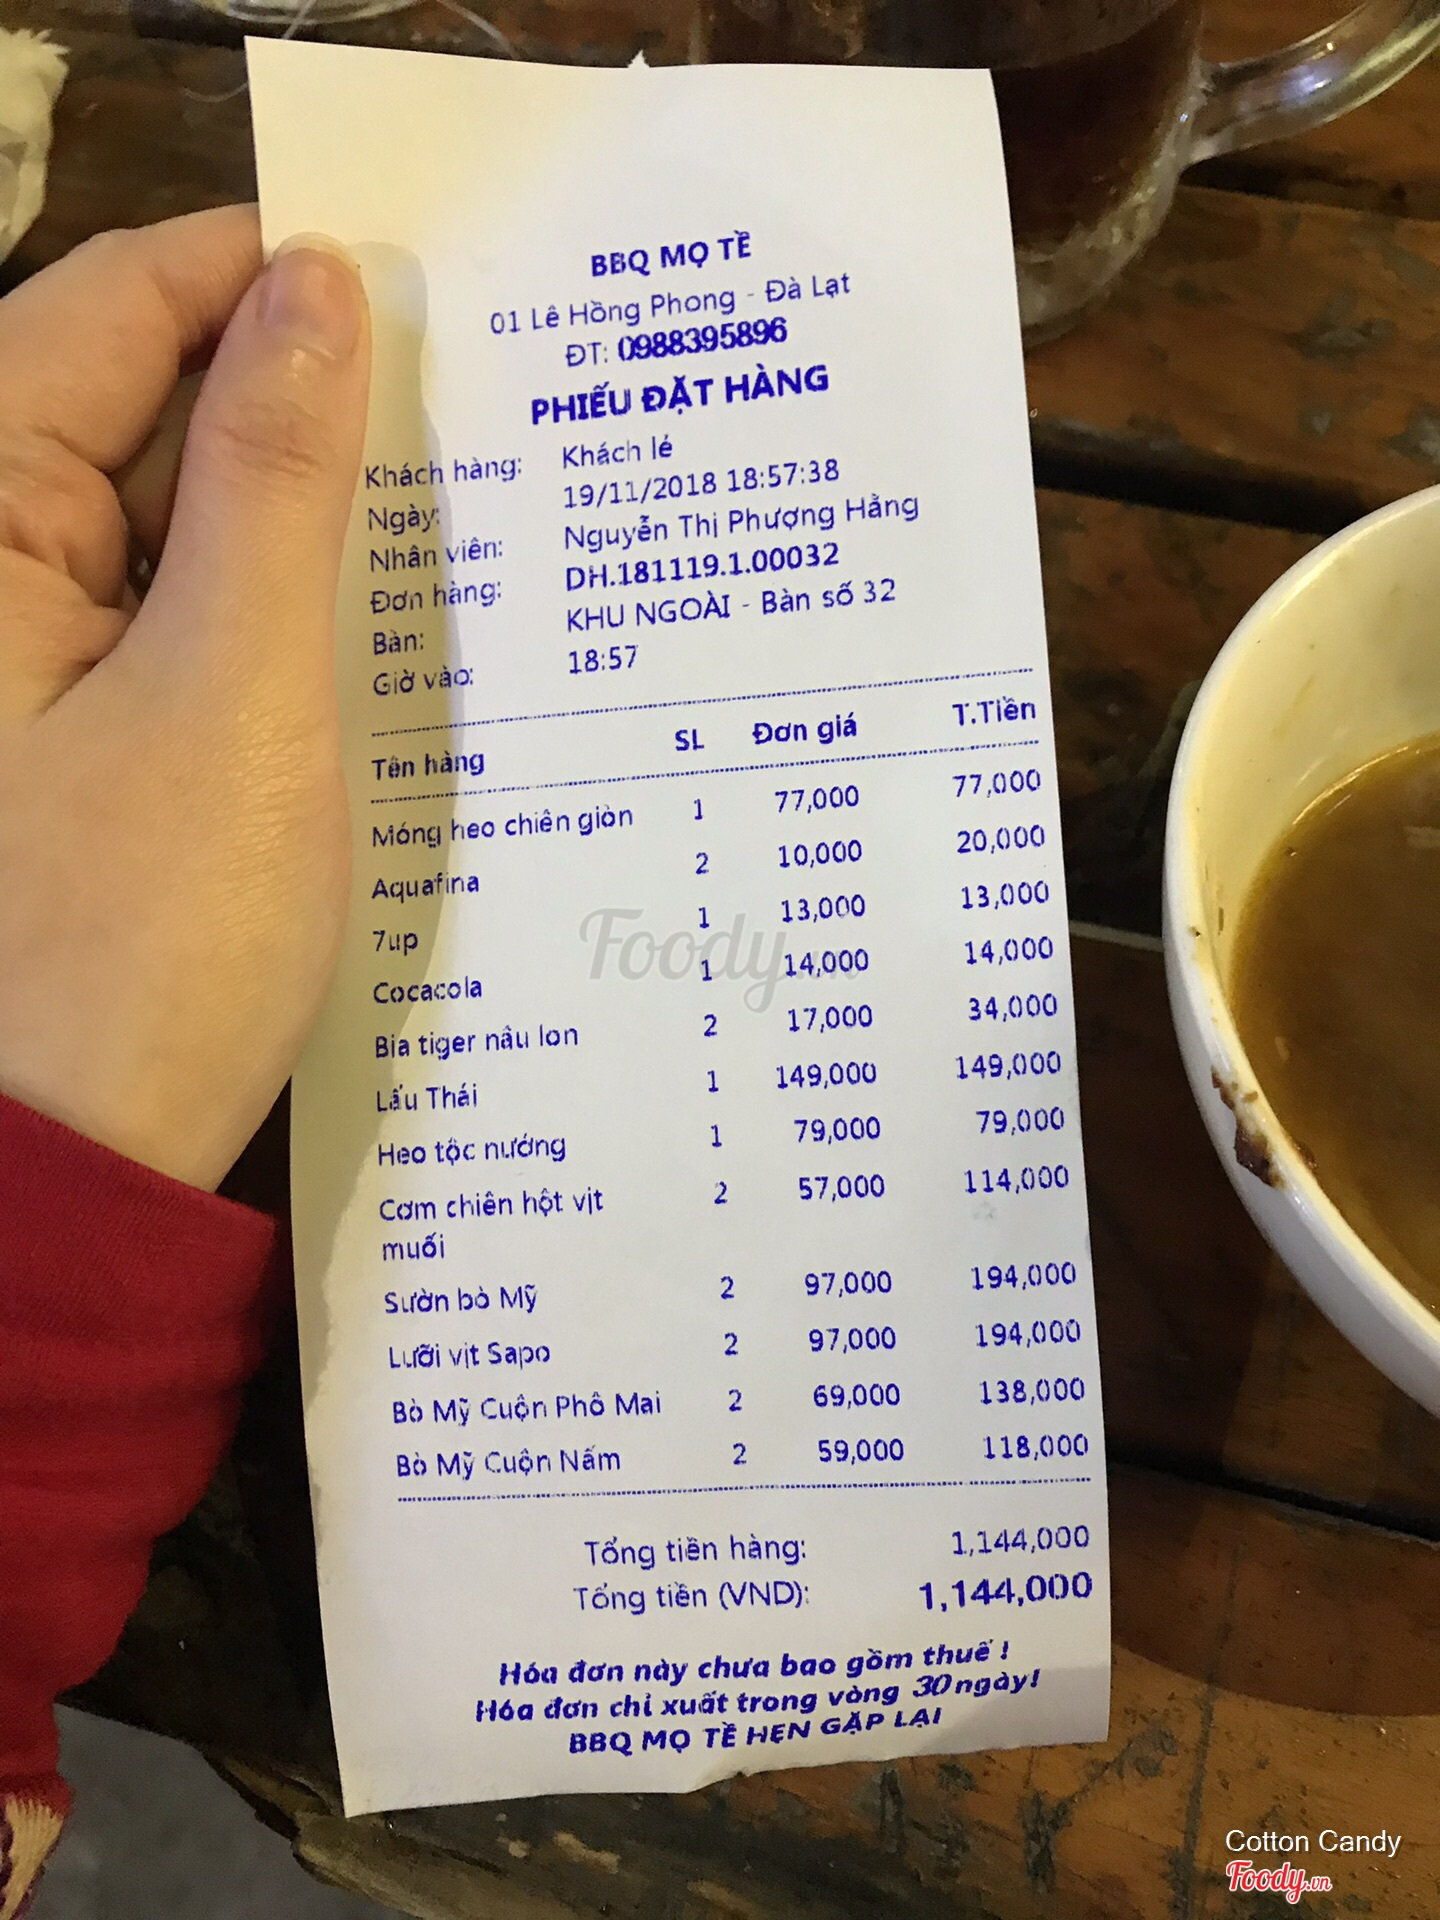 BBQ MỌ TỀ
01 Lê Hồng Phong - Đà Lạt
ĐT: 0988395896
PHIẾU ĐẶT HÀNG
Khách hàng: Khách lẻ
Ngày: 19/11/2018 18:57:38
Nhân viên: Nguyễn Thị Phượng Hằng
Đơn hàng: DH.181119.1.00032
Bàn: KHU NGOÀI - Bàn số 32
Giờ vào: 18:57
Tên hàng SL Đơn giá T.Tiền
Móng heo chiên giòn 1 77,000 77,000
Aquafina 2 10,000 20,000
7up 1 13,000 13,000
Cocacola 1 14,000 14,000
Bia tiger nâu lon 2 17,000 34,000
Lẩu Thái 1 149,000 149,000
Heo tộc nướng 1 79,000 79,000
Cơm chiên hột vịt 2 57,000 114,000
muối
Sườn bò Mỹ 2 97,000 194,000
Lưỡi vịt Sapo 2 97,000 194,000
Bò Mỹ Cuộn Phô Mai 2 69,000 138,000
Bò Mỹ Cuộn Nấm 2 59,000 118,000
Tổng tiền hàng: 1,144,000
Tổng tiền (VND): 1,144,000
Hóa đơn này chưa bao gồm thuế !
Hóa đơn chỉ xuất trong vòng 30 ngày!
BBQ MỌ TỀ HẸN GẶP LẠI
Foody.vn
Cotton Candy
Foody.vn